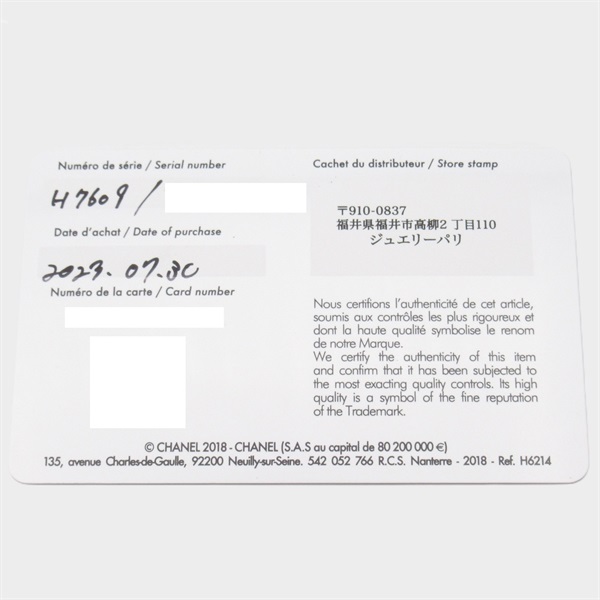 Numéro de série / Serial number
H7609 /
Date d'achat / Date of purchase
2023.07.30
Numéro de la carte / Card number
Cachet du distributeur / Store stamp
〒910-0837
福井県福井市高柳2 丁目110
ジュエリーパリ
Nous certifions l'authenticité de cet article,
soumis aux contrôles les plus rigoureux et
dont la haute qualité symbolise le renom
de notre Marque.
We certify the authenticity of this item
and confirm that it has been subjected to
the most exacting quality controls. Its high
quality is a symbol of the fine reputation
of the Trademark.
© CHANEL 2018 - CHANEL (S.A.S au capital de 80 200 000 €)
135, avenue Charles-de-Gaulle, 92200 Neuilly-sur-Seine. 542 052 766 R.C.S. Nanterre - 2018 - Ref. H6214